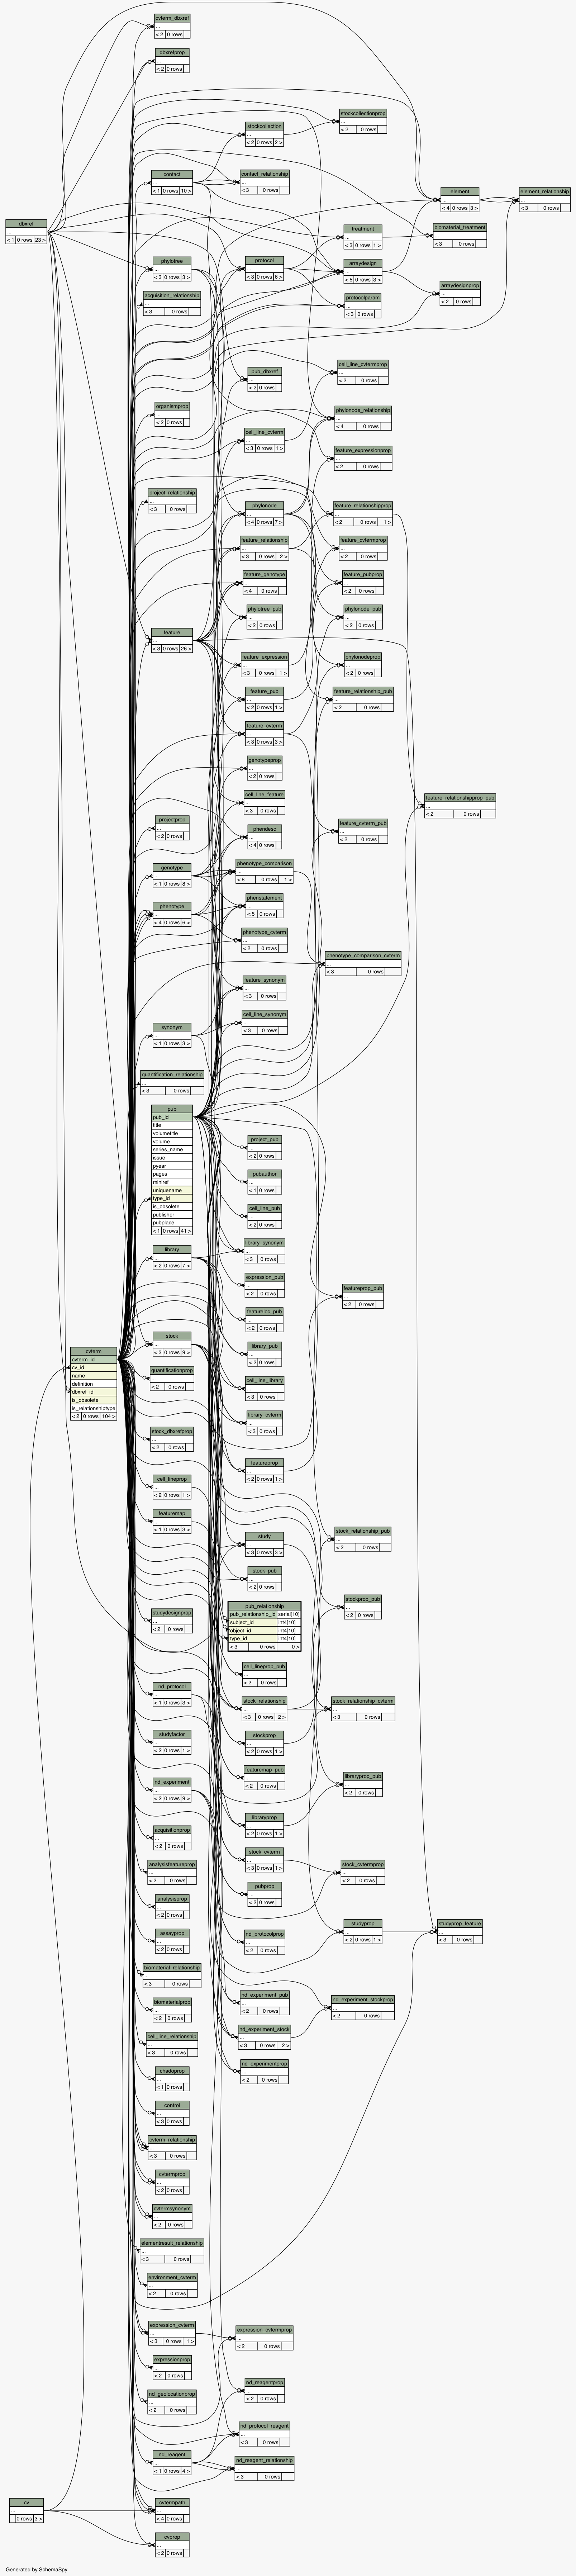 cvterm_dbxref
...
< 2 0 rows
dbxrefprop
...
< 2 0 rows
stockcollectionprop
...
< 2 0 rows
stockcollection
...
< 2 0 rows 2 >
contact
...
< 1 0 rows 10 >
contact_relationship
...
< 3 0 rows
element
...
< 4 0 rows 3 >
element_relationship
...
< 3 0 rows
dbxref
...
< 1 0 rows 23 >
treatment
...
< 3 0 rows 1 >
biomaterial_treatment
...
< 3 0 rows
phylotree
...
< 3 0 rows 3 >
protocol
...
< 3 0 rows 6 >
arraydesign
...
< 5 0 rows 3 >
arraydesignprop
...
< 2 0 rows
acquisition_relationship
...
< 3 0 rows
protocolparam
...
< 3 0 rows
pub_dbxref
...
< 2 0 rows
cell_line_cvtermprop
...
< 2 0 rows
organismprop
...
< 2 0 rows
phylonode_relationship
...
< 4 0 rows
cell_line_cvterm
...
< 3 0 rows 1 >
feature_expressionprop
...
< 2 0 rows
project_relationship
...
< 3 0 rows
phylonode
...
< 4 0 rows 7 >
feature_relationshipprop
...
< 2 0 rows 1 >
feature_relationship
...
< 3 0 rows 2 >
feature_cvtermprop
...
< 2 0 rows
feature_genotype
...
< 4 0 rows
feature_pubprop
...
< 2 0 rows
phylotree_pub
...
< 2 0 rows
phylonode_pub
...
< 2 0 rows
feature
...
< 3 0 rows 26 >
feature_expression
...
< 3 0 rows 1 >
phylonodeprop
...
< 2 0 rows
feature_pub
...
< 2 0 rows 1 >
feature_relationship_pub
...
< 2 0 rows
feature_cvterm
...
< 3 0 rows 3 >
genotypeprop
...
< 2 0 rows
cell_line_feature
...
< 3 0 rows
feature_relationshipprop_pub
...
< 2 0 rows
projectprop
...
< 2 0 rows
phendesc
...
< 4 0 rows
feature_cvterm_pub
...
< 2 0 rows
genotype
...
< 1 0 rows 8 >
phenotype_comparison
...
< 8 0 rows 1 >
phenotype
...
< 4 0 rows 6 >
phenstatement
...
< 5 0 rows
phenotype_cvterm
...
< 2 0 rows
phenotype_comparison_cvterm
...
< 3 0 rows
feature_synonym
...
< 3 0 rows
synonym
...
< 1 0 rows 3 >
cell_line_synonym
...
< 3 0 rows
quantification_relationship
...
< 3 0 rows
pub
pub_id
title
volumetitle
volume
series_name
issue
pyear
pages
miniref
uniquename
type_id
is_obsolete
publisher
pubplace
< 1 0 rows 41 >
project_pub
...
< 2 0 rows
pubauthor
...
< 1 0 rows
cell_line_pub
...
< 2 0 rows
library
...
< 2 0 rows 7 >
library_synonym
...
< 3 0 rows
expression_pub
...
< 2 0 rows
featureprop_pub
...
< 2 0 rows
featureloc_pub
...
< 2 0 rows
stock
...
< 3 0 rows 9 >
library_pub
...
< 2 0 rows
cvterm
cvterm_id
cv_id
name
definition
dbxref_id
is_obsolete
is_relationshiptype
< 2 0 rows 104 >
quantificationprop
...
< 2 0 rows
cell_line_library
...
< 3 0 rows
library_cvterm
...
< 3 0 rows
stock_dbxrefprop
...
< 2 0 rows
featureprop
...
< 2 0 rows 1 >
cell_lineprop
...
< 2 0 rows 1 >
featuremap
...
< 1 0 rows 3 >
study
...
< 3 0 rows 3 >
stock_relationship_pub
...
< 2 0 rows
stock_pub
...
< 2 0 rows
studydesignprop
...
< 2 0 rows
pub_relationship
pub_relationship_id serial[10]
subject_id int4[10]
object_id int4[10]
type_id int4[10]
< 3 0 rows 0 >
stockprop_pub
...
< 2 0 rows
cell_lineprop_pub
...
< 2 0 rows
nd_protocol
...
< 1 0 rows 3 >
stock_relationship
...
< 3 0 rows 2 >
stock_relationship_cvterm
...
< 3 0 rows
studyfactor
...
< 2 0 rows 1 >
stockprop
...
< 2 0 rows 1 >
featuremap_pub
...
< 2 0 rows
nd_experiment
...
< 2 0 rows 9 >
libraryprop_pub
...
< 2 0 rows
libraryprop
...
< 2 0 rows 1 >
acquisitionprop
...
< 2 0 rows
stock_cvterm
...
< 3 0 rows 1 >
analysisfeatureprop
...
< 2 0 rows
stock_cvtermprop
...
< 2 0 rows
pubprop
...
< 2 0 rows
analysisprop
...
< 2 0 rows
assayprop
...
< 2 0 rows
nd_protocolprop
...
< 2 0 rows
studyprop
...
< 2 0 rows 1 >
studyprop_feature
...
< 3 0 rows
biomaterial_relationship
...
< 3 0 rows
nd_experiment_pub
...
< 2 0 rows
biomaterialprop
...
< 2 0 rows
nd_experiment_stockprop
...
< 2 0 rows
cell_line_relationship
...
< 3 0 rows
nd_experiment_stock
...
< 3 0 rows 2 >
chadoprop
...
< 1 0 rows
nd_experimentprop
...
< 2 0 rows
control
...
< 3 0 rows
cvterm_relationship
...
< 3 0 rows
cvtermprop
...
< 2 0 rows
cvtermsynonym
...
< 2 0 rows
elementresult_relationship
...
< 3 0 rows
environment_cvterm
...
< 2 0 rows
expression_cvterm
...
< 3 0 rows 1 >
expression_cvtermprop
...
< 2 0 rows
expressionprop
...
< 2 0 rows
nd_geolocationprop
...
< 2 0 rows
nd_reagentprop
...
< 2 0 rows
nd_protocol_reagent
...
< 3 0 rows
nd_reagent
...
< 1 0 rows 4 >
nd_reagent_relationship
...
< 3 0 rows
cv
...
0 rows 3 >
cvtermpath
...
< 4 0 rows
cvprop
...
< 2 0 rows
Generated by SchemaSpy